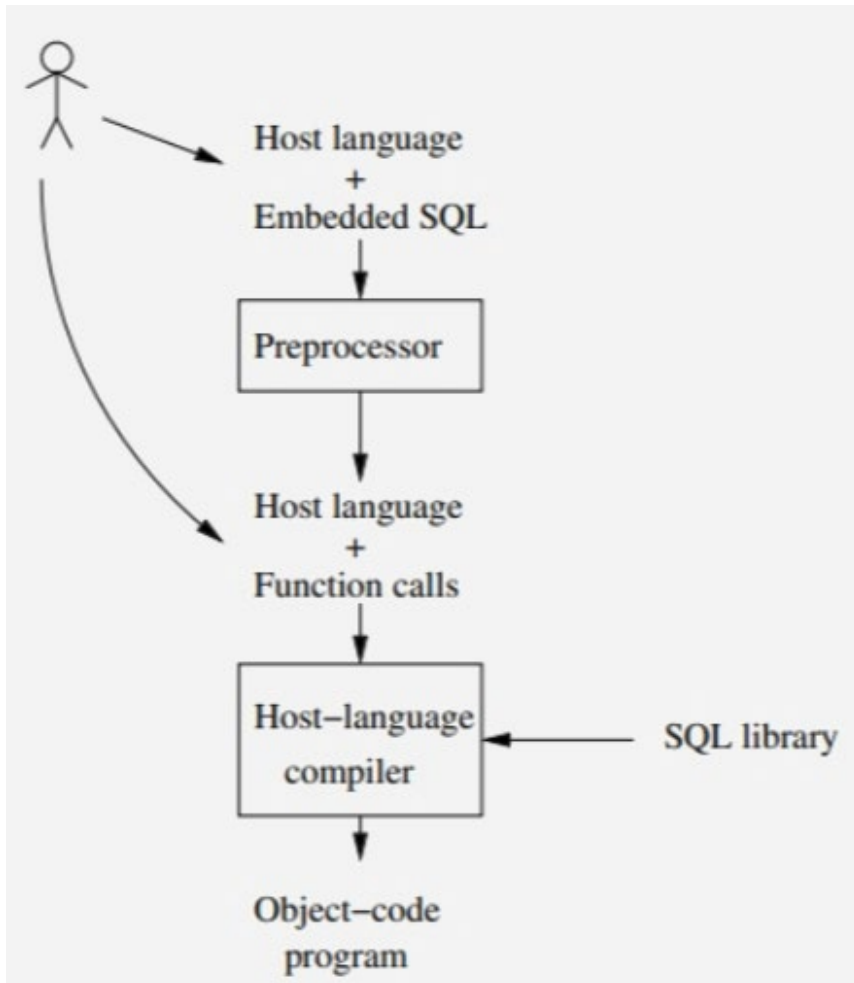 Host language
+
Embedded SQL
Preprocessor
Host language
+
Function calls
Host-language
compiler
SQL library
Object-code
program